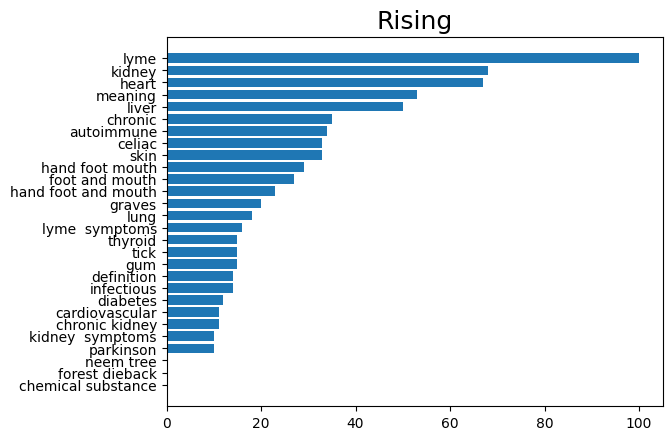 Rising
lyme
kidney
heart
meaning
liver
chronic
autoimmune
celiac
skin
hand foot mouth
foot and mouth
hand foot and mouth
graves
lung
lyme  symptoms
thyroid
tick
gum
definition
infectious
diabetes
cardiovascular
chronic kidney
kidney  symptoms
parkinson
neem tree
forest dieback
chemical substance
0 20 40 60 80 100